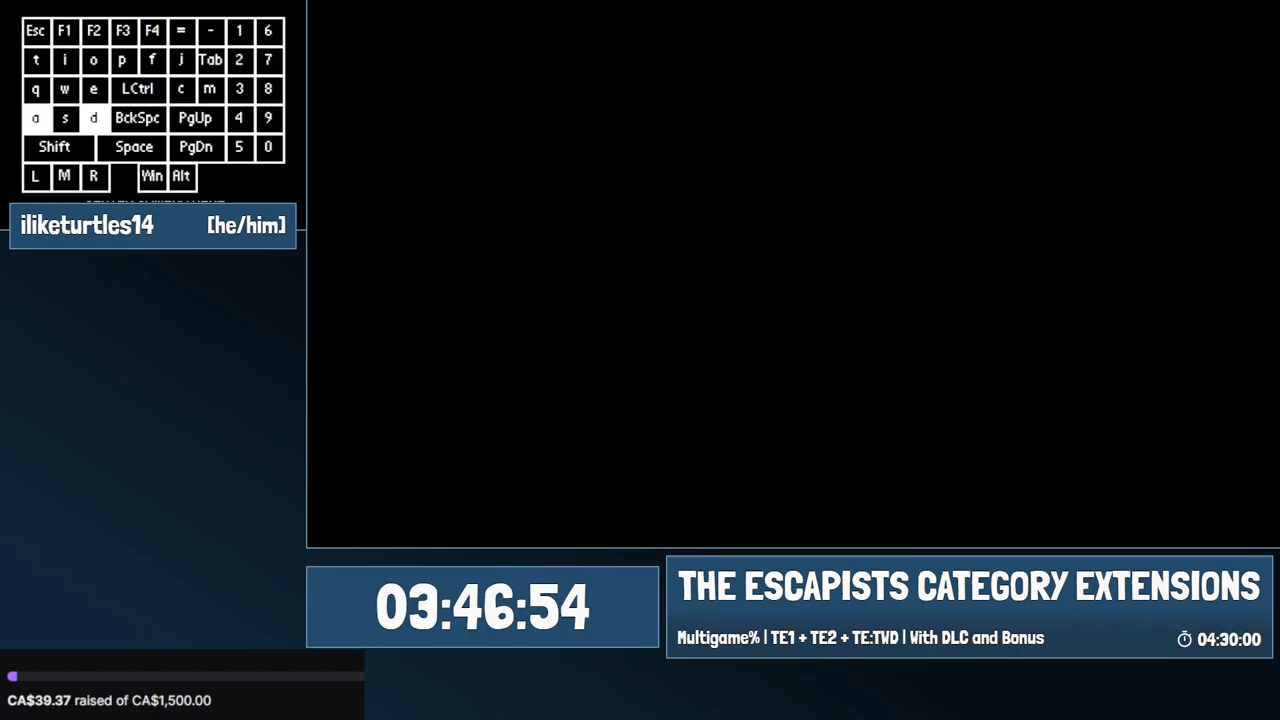 Esc F1 F2 F3 F4 = - 1 6
t i o p f j Tab 2 7
q w e LCtrl c m 3 8
a s d BckSpc PgUp 4 9
Shift Space PgDn 5 0
L M R Win Alt
iliketurtles14 [he/him]
03:46:54
THE ESCAPISTS CATEGORY EXTENSIONS
Multigame% | TE1 + TE2 + TE:TWD | With DLC and Bonus 04:30:00
CA$39.37 raised of CA$1,500.00